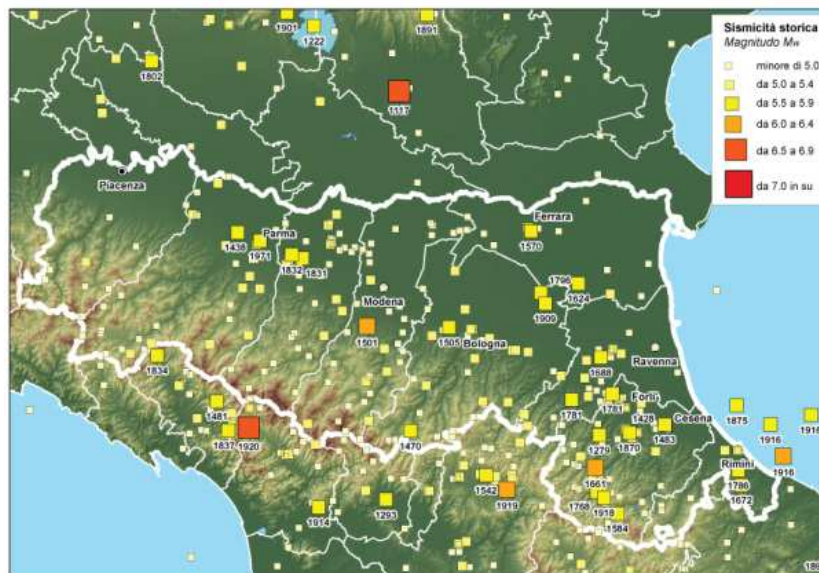 1901
1222
1891
1802
1117
Sismicità storica
Magnitudo Mw
minore di 5.0
da 5.0 a 5.4
da 5.5 a 5.9
da 6.0 a 6.4
da 6.5 a 6.9
da 7.0 in su
Piacenza
Ferrara
1570
Parma
1438
1971
1832
1831
1796
1624
1909
Modena
1501
1505
Bologna
Ravenna
1688
1834
1481
1837
1920
1470
1781
1781
Forlì
1428
Cesena
1483
1279
1870
1875
1916
1916
1916
Rimini
1786
1672
1661
1542
1919
1293
1914
1768
1918
1584